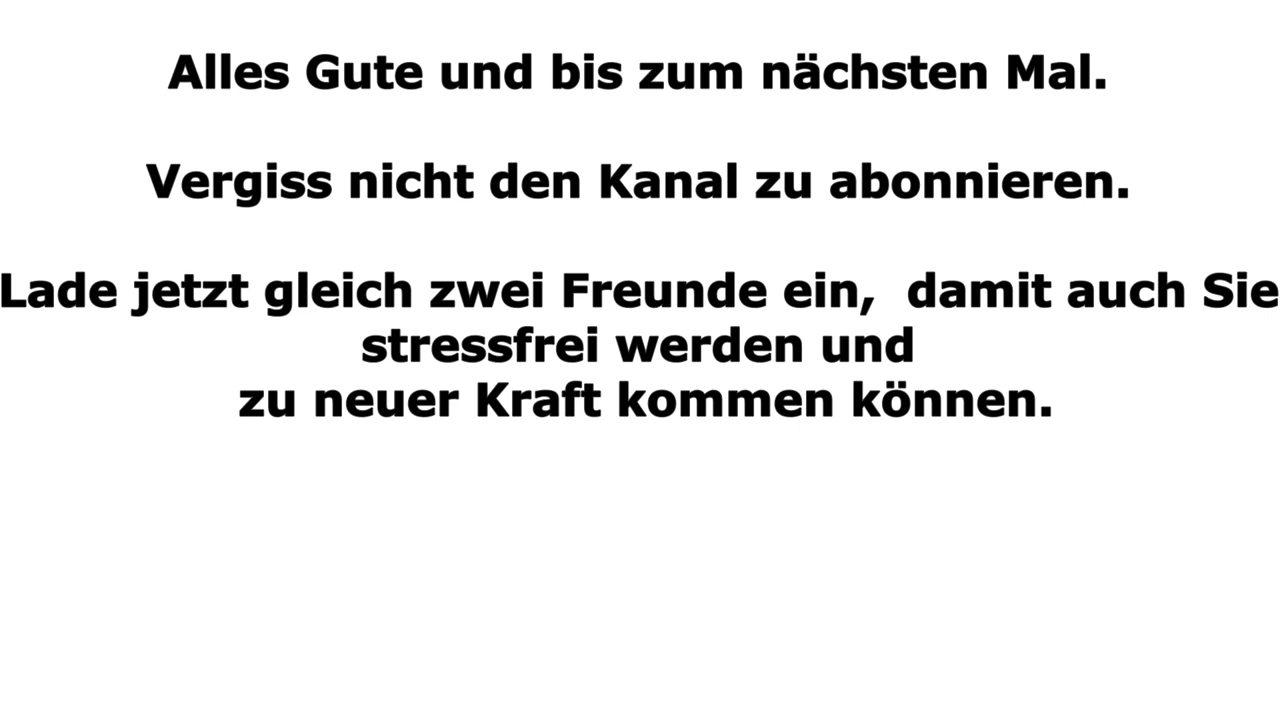 Alles Gute und bis zum nächsten Mal.
Vergiss nicht den Kanal zu abonnieren.
Lade jetzt gleich zwei Freunde ein,  damit auch Sie
stressfrei werden und
zu neuer Kraft kommen können.